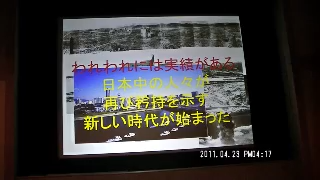 われわれには実績がある
日本中の人々が
再び矜持を示す
新しい時代が始まった.
2011.04.23 PM04:17